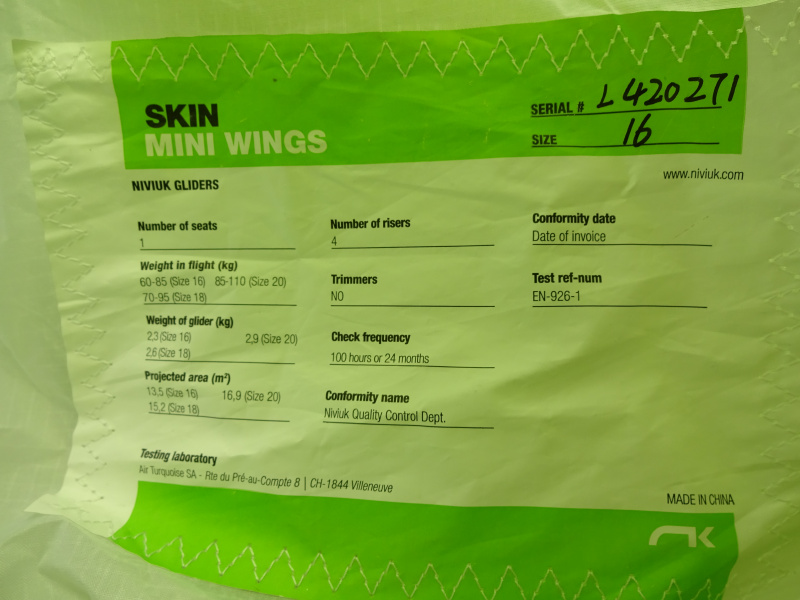 SKIN
MINI WINGS
SERIAL # L420271
SIZE 16
www.niviuk.com
NIVIUK GLIDERS
Number of seats
1
Weight in flight (kg)
60-85 (Size 16) 85-110 (Size 20)
70-95 (Size 18)
Weight of glider (kg)
2,3 (Size 16) 2,9 (Size 20)
2,6 (Size 18)
Projected area (m²)
13,5 (Size 16) 16,9 (Size 20)
15,2 (Size 18)
Number of risers
4
Trimmers
NO
Check frequency
100 hours or 24 months
Conformity name
Niviuk Quality Control Dept.
Conformity date
Date of invoice
Test ref-num
EN-926-1
Testing laboratory
Air Turquoise SA - Rte du Pré-au-Compte 8 | CH-1844 Villeneuve
MADE IN CHINA